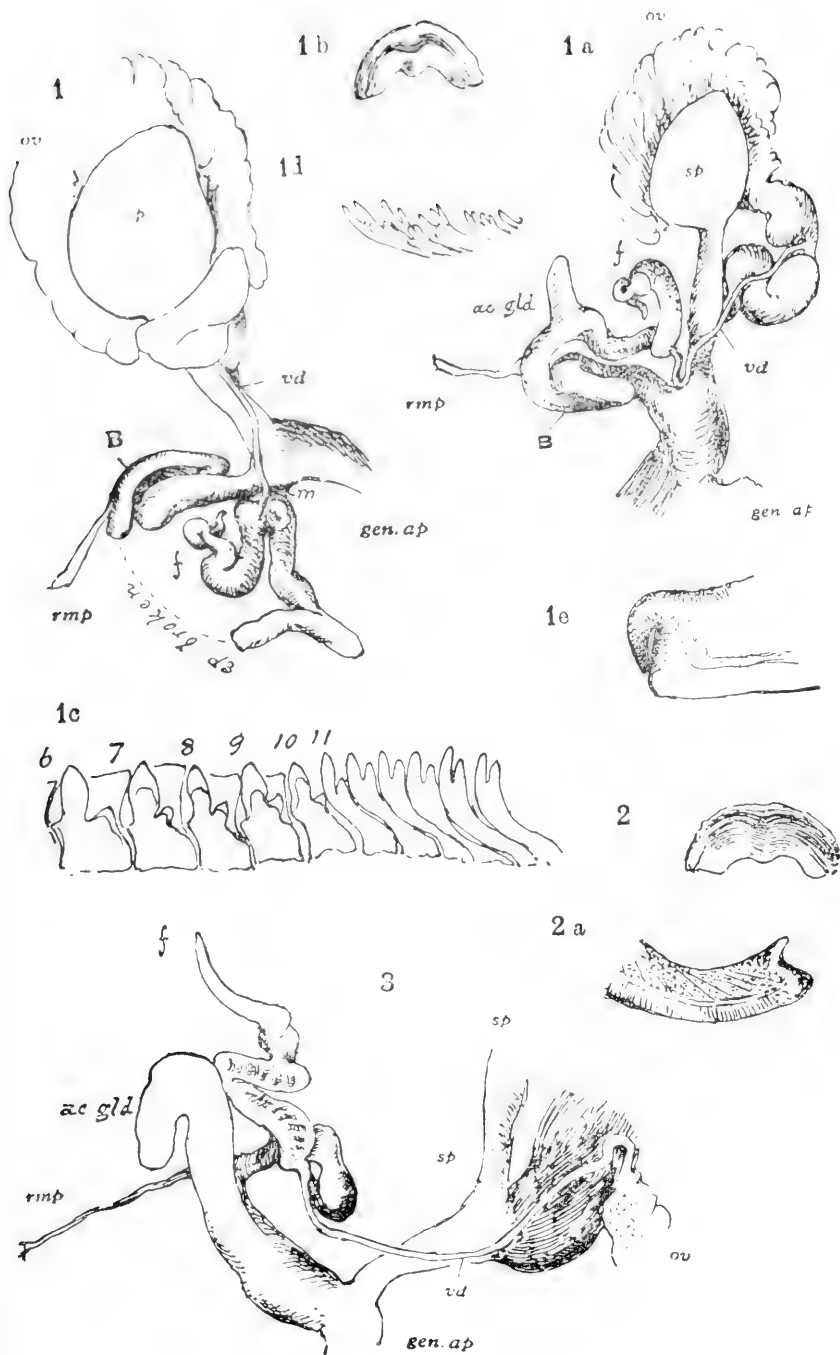 ov
1 b
1 a
1
ov
1d
p
sp
f
ac gld
vd
rmp
vd
B
B
m
gen. ap
gen ap
f
rmp
ep broken
1e
1c
6 7 8 9 10 11
7
2
f
2 a
3
sp
ac gld
sp
rmp
ov
vd
gen. ap